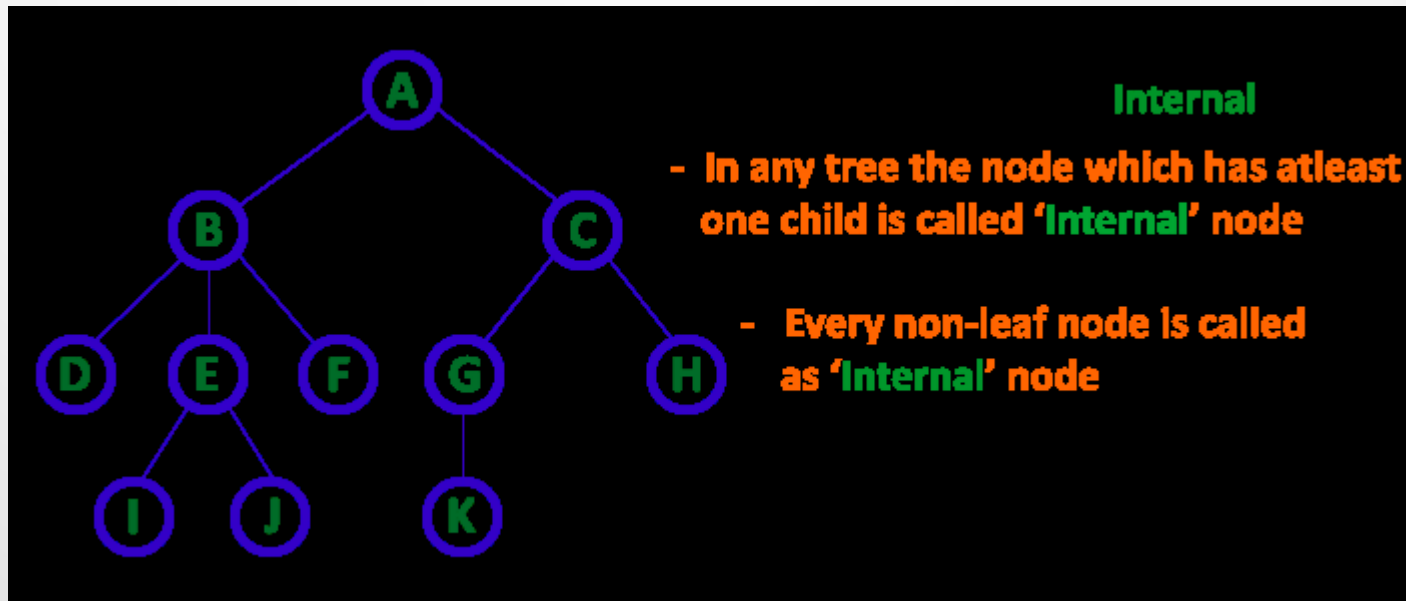 A
Internal
- In any tree the node which has atleast
one child is called ‘Internal’ node
B C
- Every non-leaf node is called
as ‘Internal’ node
D E F G H
I J K